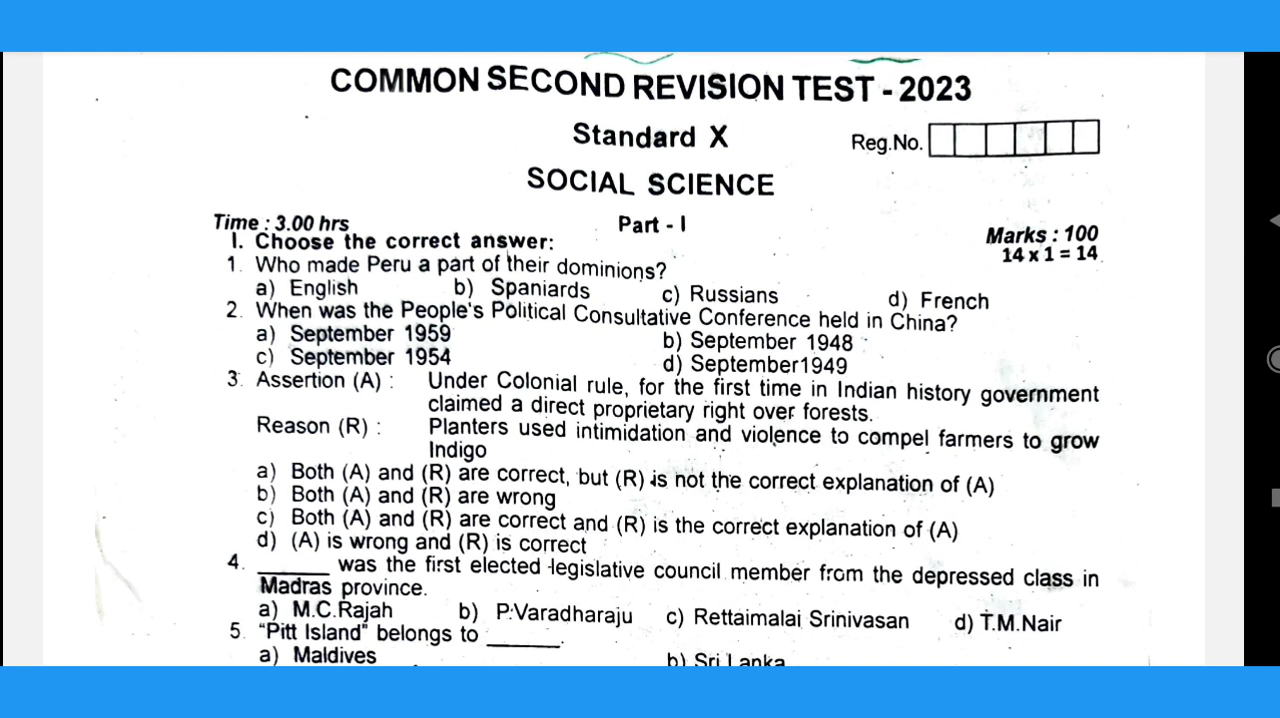 COMMON SECOND REVISION TEST - 2023
Standard X
Reg.No.
SOCIAL SCIENCE
Time : 3.00 hrs
Part - I
Marks : 100
I. Choose the correct answer:
14 x 1 = 14
1. Who made Peru a part of their dominions?
a) English b) Spaniards c) Russians d) French
2. When was the People's Political Consultative Conference held in China?
a) September 1959 b) September 1948
c) September 1954 d) September1949
3. Assertion (A) : Under Colonial rule, for the first time in Indian history government
claimed a direct proprietary right over forests.
Reason (R) : Planters used intimidation and violence to compel farmers to grow
Indigo
a) Both (A) and (R) are correct, but (R) is not the correct explanation of (A)
b) Both (A) and (R) are wrong
c) Both (A) and (R) are correct and (R) is the correct explanation of (A)
d) (A) is wrong and (R) is correct
4. ______ was the first elected legislative council member from the depressed class in
Madras province.
a) M.C.Rajah b) P.Varadharaju c) Rettaimalai Srinivasan d) T.M.Nair
5. "Pitt Island" belongs to ______.
a) Maldives b) Sri Lanka